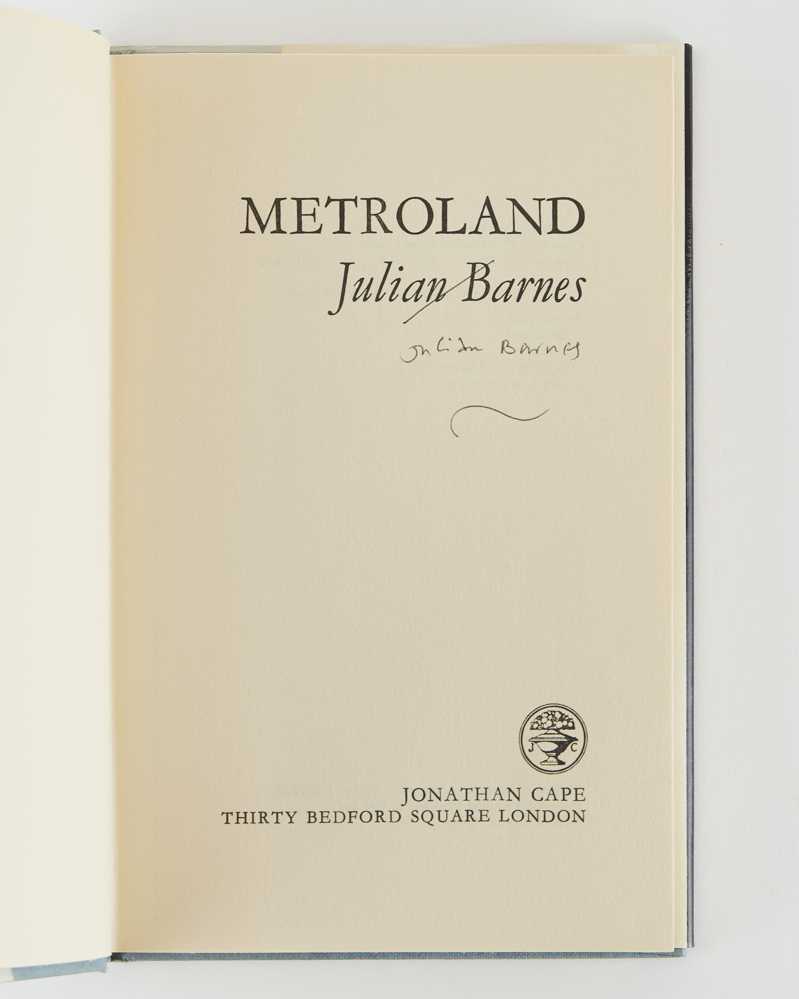 METROLAND
Julian Barnes
Julian Barnes
J C
JONATHAN CAPE
THIRTY BEDFORD SQUARE LONDON